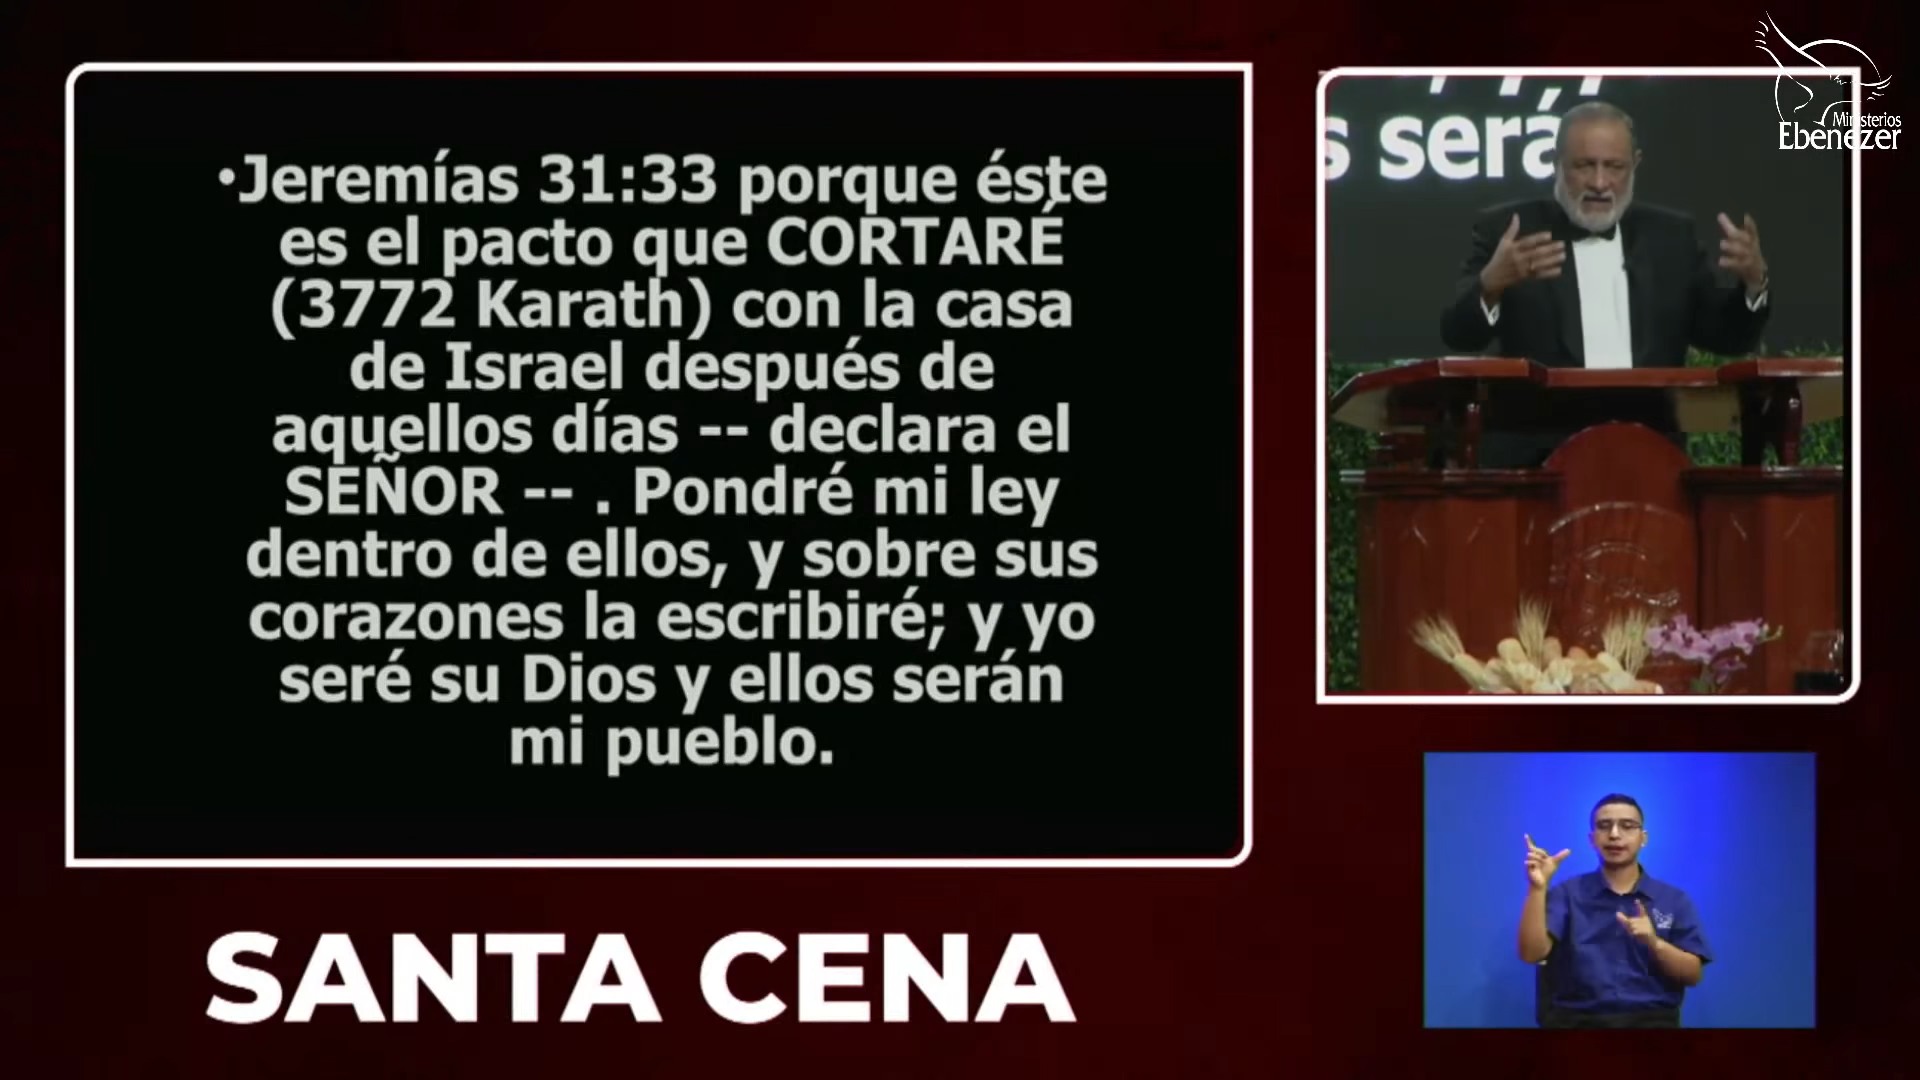 •Jeremías 31:33 porque éste
es el pacto que CORTARÉ
(3772 Karath) con la casa
de Israel después de
aquellos días -- declara el
SEÑOR -- . Pondré mi ley
dentro de ellos, y sobre sus
corazones la escribiré; y yo
seré su Dios y ellos serán
mi pueblo.
SANTA CENA
s será
Ministerios
Ebenezer